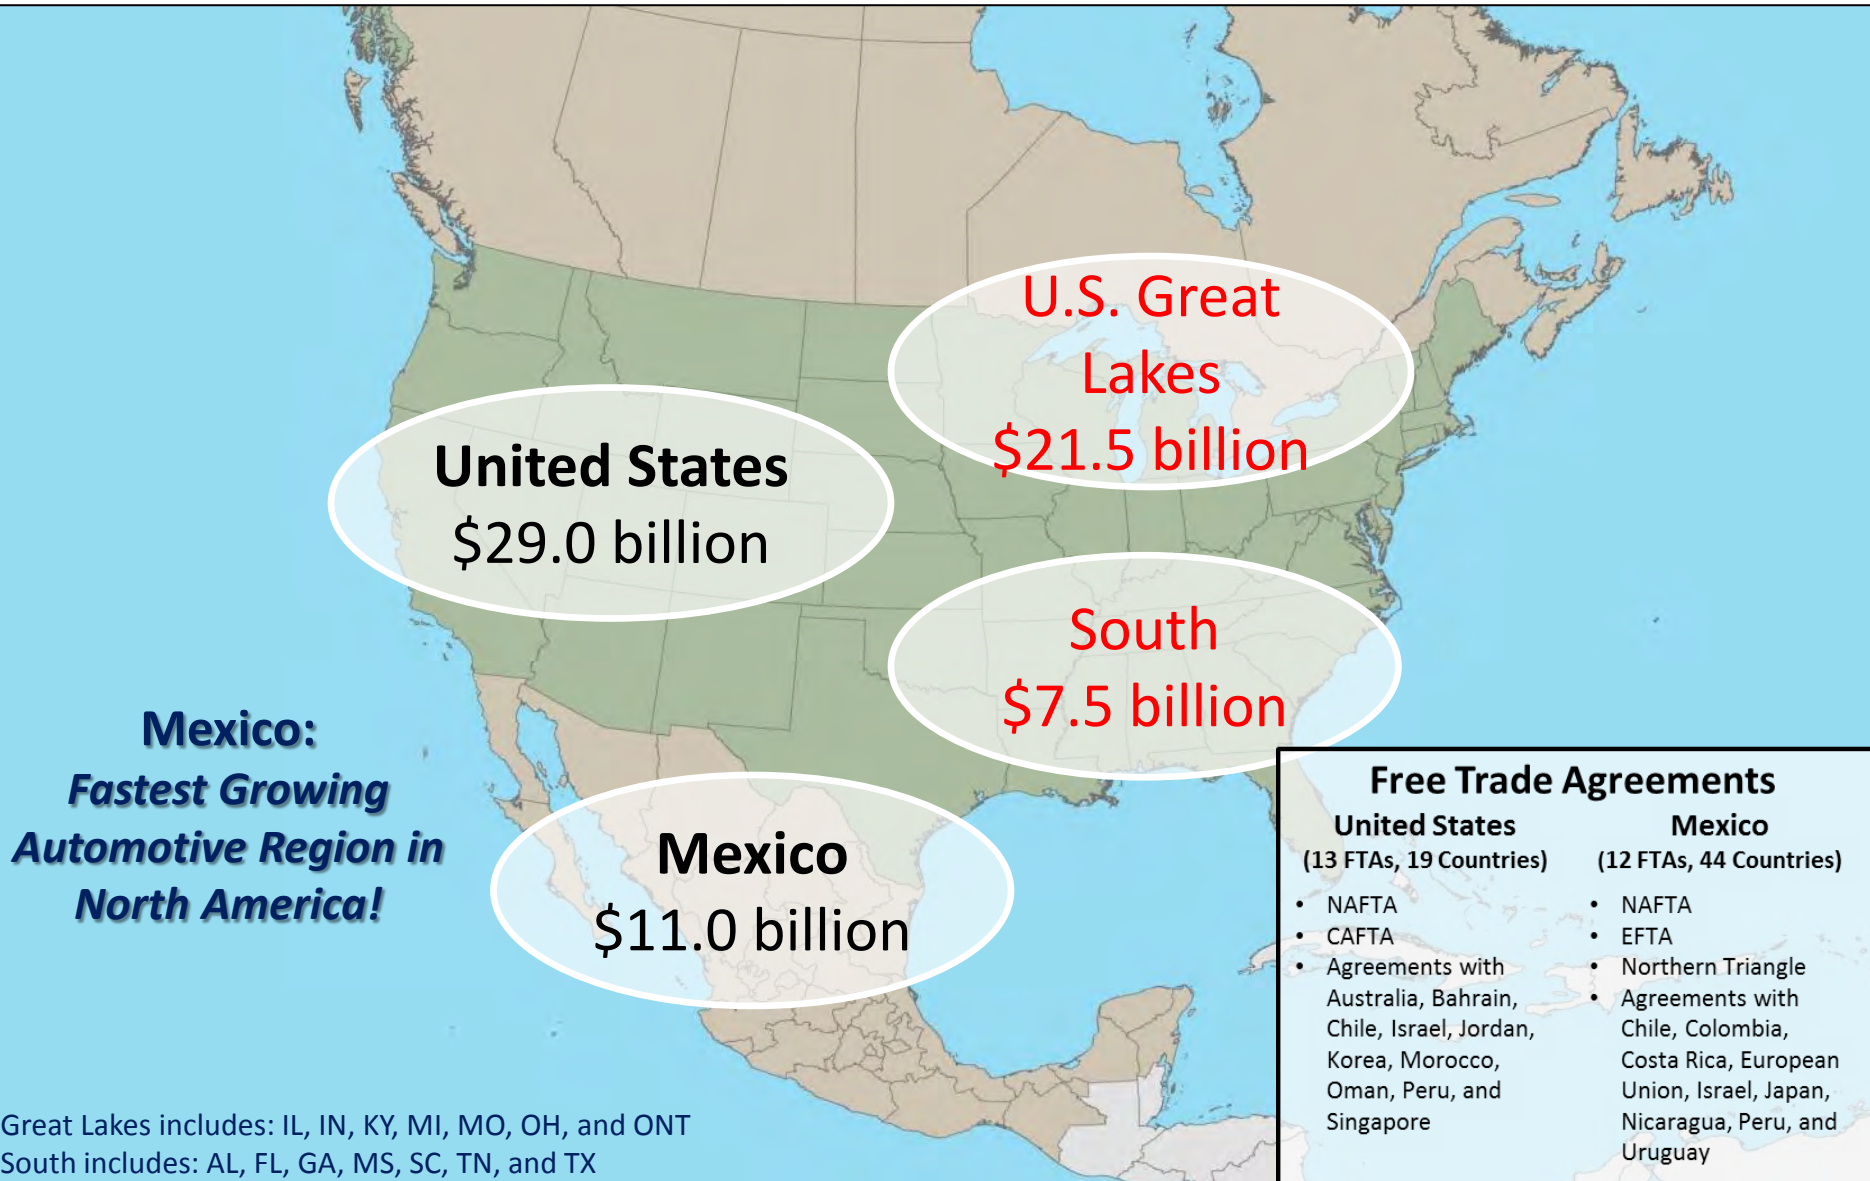 U.S. Great
Lakes
$21.5 billion
United States
$29.0 billion
South
$7.5 billion
Mexico:
Fastest Growing
Automotive Region in
North America!
Mexico
$11.0 billion
Free Trade Agreements
United States
(13 FTAs, 19 Countries)
• NAFTA
• CAFTA
• Agreements with
Australia, Bahrain,
Chile, Israel, Jordan,
Korea, Morocco,
Oman, Peru, and
Singapore
Mexico
(12 FTAs, 44 Countries)
• NAFTA
• EFTA
• Northern Triangle
• Agreements with
Chile, Colombia,
Costa Rica, European
Union, Israel, Japan,
Nicaragua, Peru, and
Uruguay
Great Lakes includes: IL, IN, KY, MI, MO, OH, and ONT
South includes: AL, FL, GA, MS, SC, TN, and TX